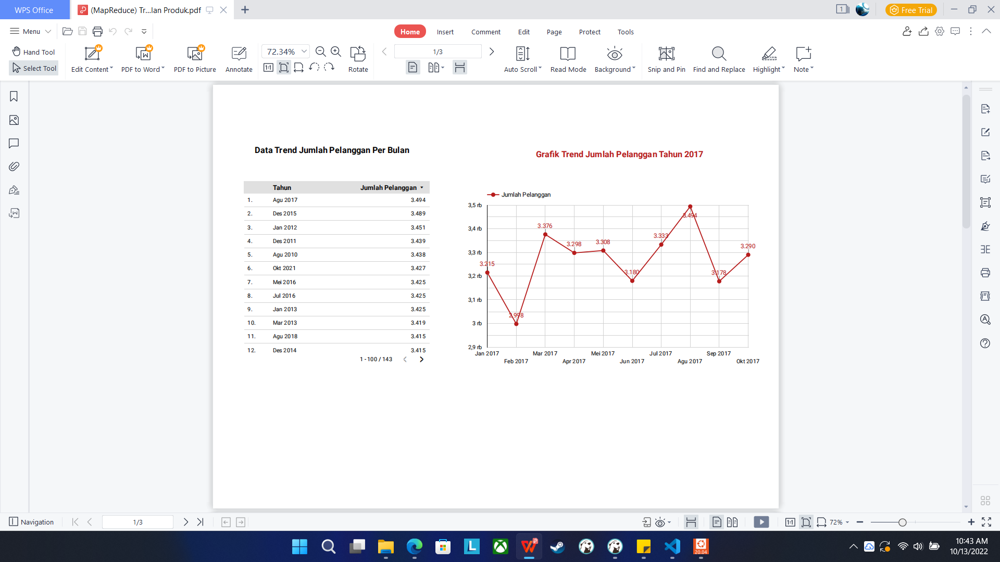 WPS Office
(MapReduce) Tr...lan Produk.pdf
1
Free Trial
Menu
Home
Insert
Comment
Edit
Page
Protect
Tools
Hand Tool
Select Tool
Edit Content
PDF to Word
PDF to Picture
Annotate
72.34%
1:1
Rotate
1/3
Auto Scroll
Read Mode
Background
Snip and Pin
Find and Replace
Highlight
Note
Data Trend Jumlah Pelanggan Per Bulan
Tahun Jumlah Pelanggan
1. Agu 2017 3.494
2. Des 2015 3.489
3. Jan 2012 3.451
4. Des 2011 3.439
5. Agu 2010 3.438
6. Okt 2021 3.427
7. Mei 2016 3.425
8. Jul 2016 3.425
9. Jan 2013 3.425
10. Mar 2013 3.419
11. Agu 2018 3.415
12. Des 2014 3.415
1 - 100 / 143
Grafik Trend Jumlah Pelanggan Tahun 2017
Jumlah Pelanggan
3,5 rb
3,4 rb
3,3 rb
3,2 rb
3,1 rb
3 rb
2,9 rb
3.215
2.998
3.376
3.298
3.308
3.180
3.333
3.494
3.178
3.290
Jan 2017
Feb 2017
Mar 2017
Apr 2017
Mei 2017
Jun 2017
Jul 2017
Agu 2017
Sep 2017
Okt 2017
Navigation
1/3
1:1
72%
20.04
10:43 AM
10/13/2022